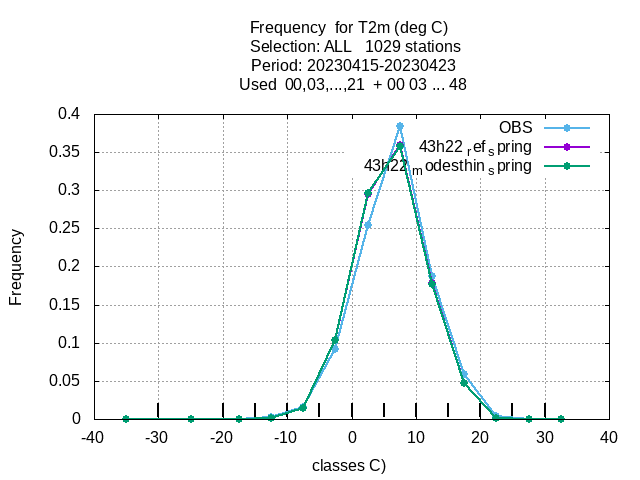 Frequency  for T2m (deg C)
Selection: ALL   1029 stations
Period: 20230415-20230423
Used  00,03,...,21  + 00 03 ... 48
0.4
0.35
0.3
0.25
0.2
0.15
0.1
0.05
0
Frequency
OBS
43h22 ref spring
43h22 modesthin spring
-40 -30 -20 -10 0 10 20 30 40
classes C)